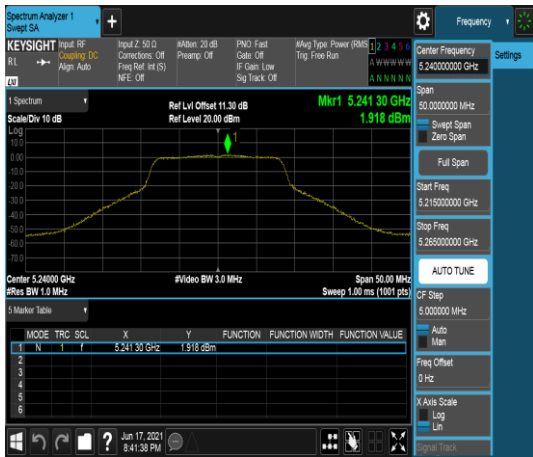 Spectrum Analyzer 1
Swept SA
+
Frequency
KEYSIGHT
RL
LXI
Input: RF
Coupling: DC
Align: Auto
Input Z: 50 Ω
Corrections: Off
Freq Ref: Int (S)
NFE: Off
#Atten: 20 dB
Preamp: Off
PNO: Fast
Gate: Off
IF Gain: Low
Sig Track: Off
#Avg Type: Power (RMS
Trig: Free Run
1 2 3 4 5 6
A W W W W W
A N N N N N
1 Spectrum
Scale/Div 10 dB
Ref Lvl Offset 11.30 dB
Ref Level 20.00 dBm
Mkr1 5.241 30 GHz
1.918 dBm
Log
10.0
0.00
-10.0
-20.0
-30.0
-40.0
-50.0
-60.0
-70.0
1
Center 5.24000 GHz
#Res BW 1.0 MHz
#Video BW 3.0 MHz
Span 50.00 MHz
Sweep 1.00 ms (1001 pts)
5 Marker Table
MODE TRC SCL X Y FUNCTION FUNCTION WIDTH FUNCTION VALUE
1 N 1 f 5.241 30 GHz 1.918 dBm
2
3
4
5
6
Jun 17, 2021
8:41:38 PM
Center Frequency
5.240000000 GHz
Settings
Span
50.0000000 MHz
Swept Span
Zero Span
Full Span
Start Freq
5.215000000 GHz
Stop Freq
5.265000000 GHz
AUTO TUNE
CF Step
5.000000 MHz
Auto
Man
Freq Offset
0 Hz
X Axis Scale
Log
Lin
Signal Track